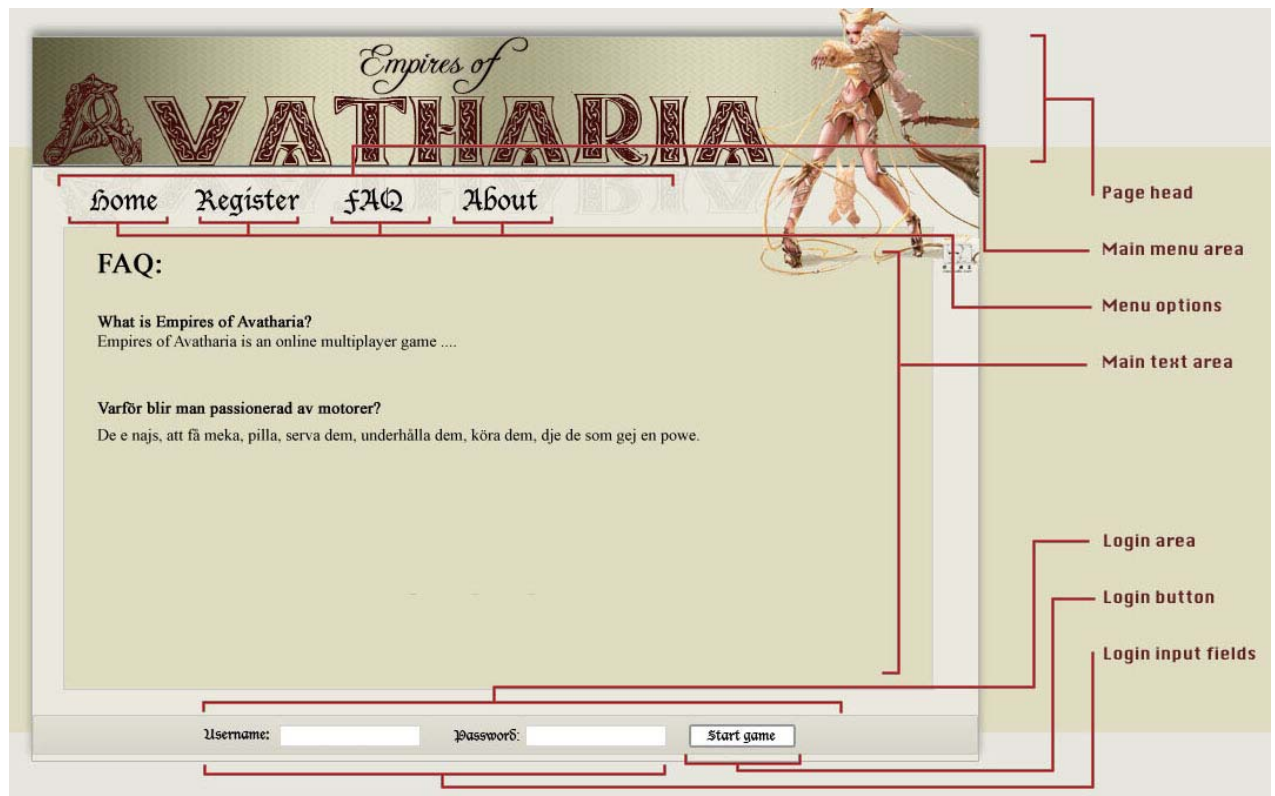 Empires of
AVATHARIA
Home Register FAQ About
FAQ:
What is Empires of Avatharia?
Empires of Avatharia is an online multiplayer game ....
Varför blir man passionerad av motorer?
De e najs, att få meka, pilla, serva dem, underhålla dem, köra dem, dje de som gej en powe.
Username: Password: Start game
Page head
Main menu area
Menu options
Main text area
Login area
Login button
Login input fields